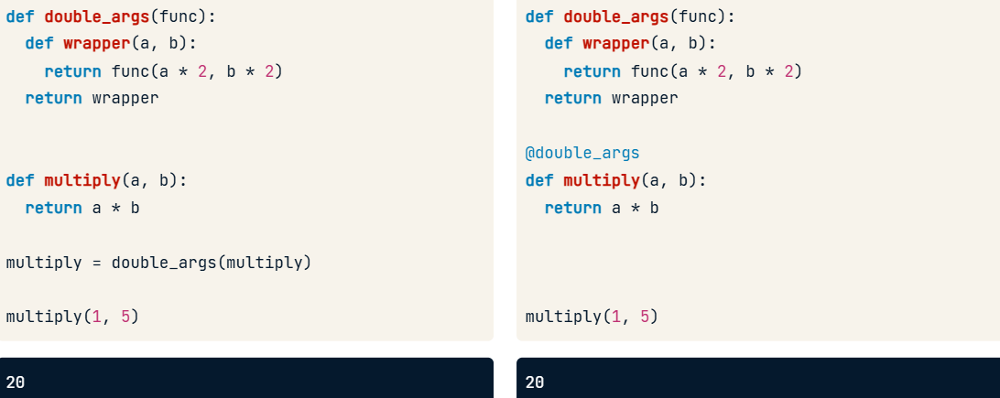 def double_args(func):
  def wrapper(a, b):
    return func(a * 2, b * 2)
  return wrapper
def multiply(a, b):
  return a * b
multiply = double_args(multiply)
multiply(1, 5)
20
def double_args(func):
  def wrapper(a, b):
    return func(a * 2, b * 2)
  return wrapper
@double_args
def multiply(a, b):
  return a * b
multiply(1, 5)
20